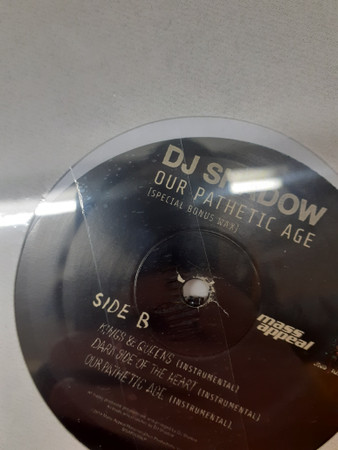 DJ SHADOW
OUR PATHETIC AGE
[SPECIAL BONUS WAX]
SIDE B
KINGS & QUEENS [INSTRUMENTAL]
DARK SIDE OF THE HEART [INSTRUMENTAL]
OUR PATHETIC AGE [INSTRUMENTAL]
mass
appeal